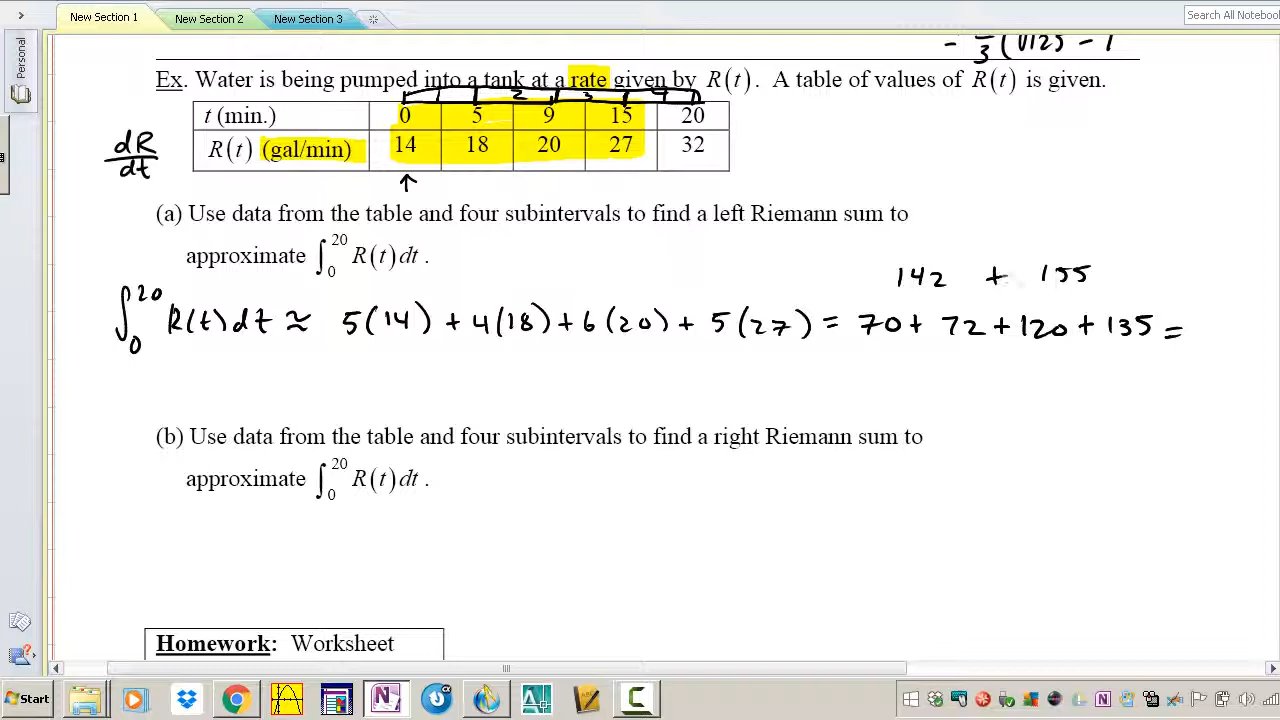 New Section 1 New Section 2 New Section 3
Search All Notebook
Personal
Ex. Water is being pumped into a tank at a rate given by R(t). A table of values of R(t) is given.
1 2 3 4
t (min.) 0 5 9 15 20
R(t) (gal/min) 14 18 20 27 32
dR/dt
(a) Use data from the table and four subintervals to find a left Riemann sum to
approximate ∫₀²⁰ R(t) dt.
142 + 155
∫₀²⁰ R(t) dt ≈ 5(14) + 4(18) + 6(20) + 5(27) = 70 + 72 + 120 + 135 =
(b) Use data from the table and four subintervals to find a right Riemann sum to
approximate ∫₀²⁰ R(t) dt.
Homework: Worksheet
Start